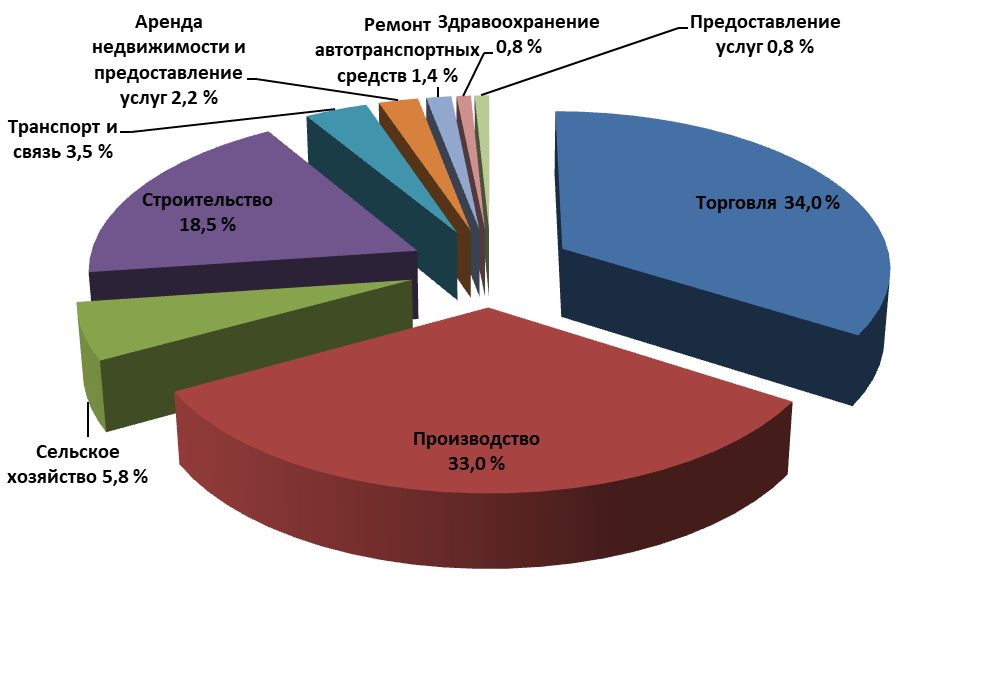 Аренда
недвижимости и
предоставление
услуг 2,2 %
Ремонт
автотранспортных
средств 1,4 %
Здравоохранение
0,8 %
Предоставление
услуг 0,8 %
Транспорт и
связь 3,5 %
Строительство
18,5 %
Торговля 34,0 %
Сельское
хозяйство 5,8 %
Производство
33,0 %